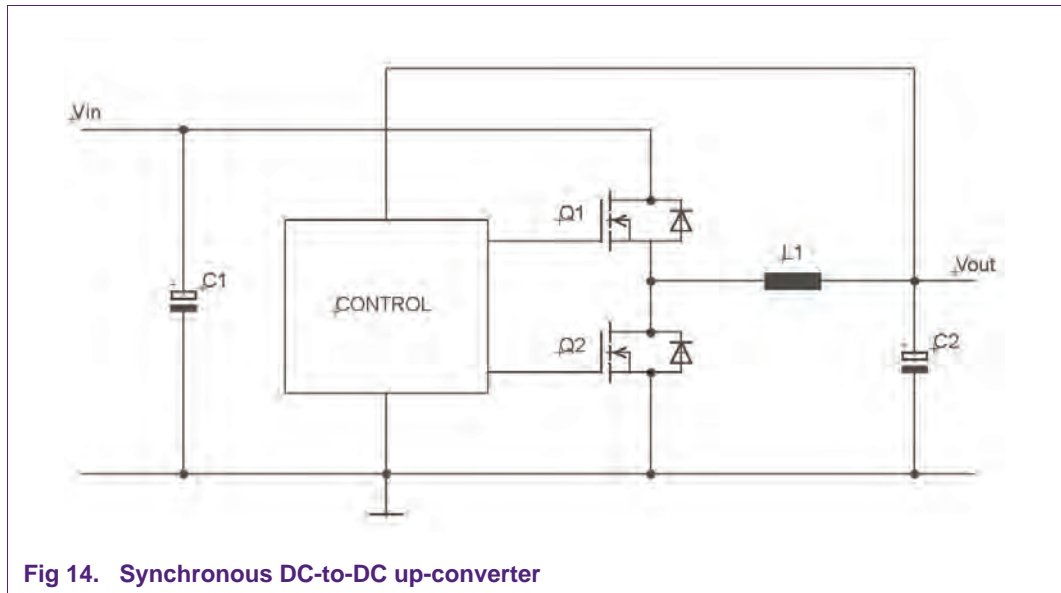 Vin
Q1
L1
Vout
C1
CONTROL
Q2
C2
Fig 14. Synchronous DC-to-DC up-converter